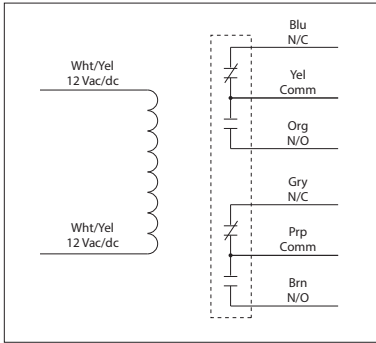 Wht/Yel
12 Vac/dc
Wht/Yel
12 Vac/dc
Blu
N/C
Yel
Comm
Org
N/O
Gry
N/C
Prp
Comm
Brn
N/O